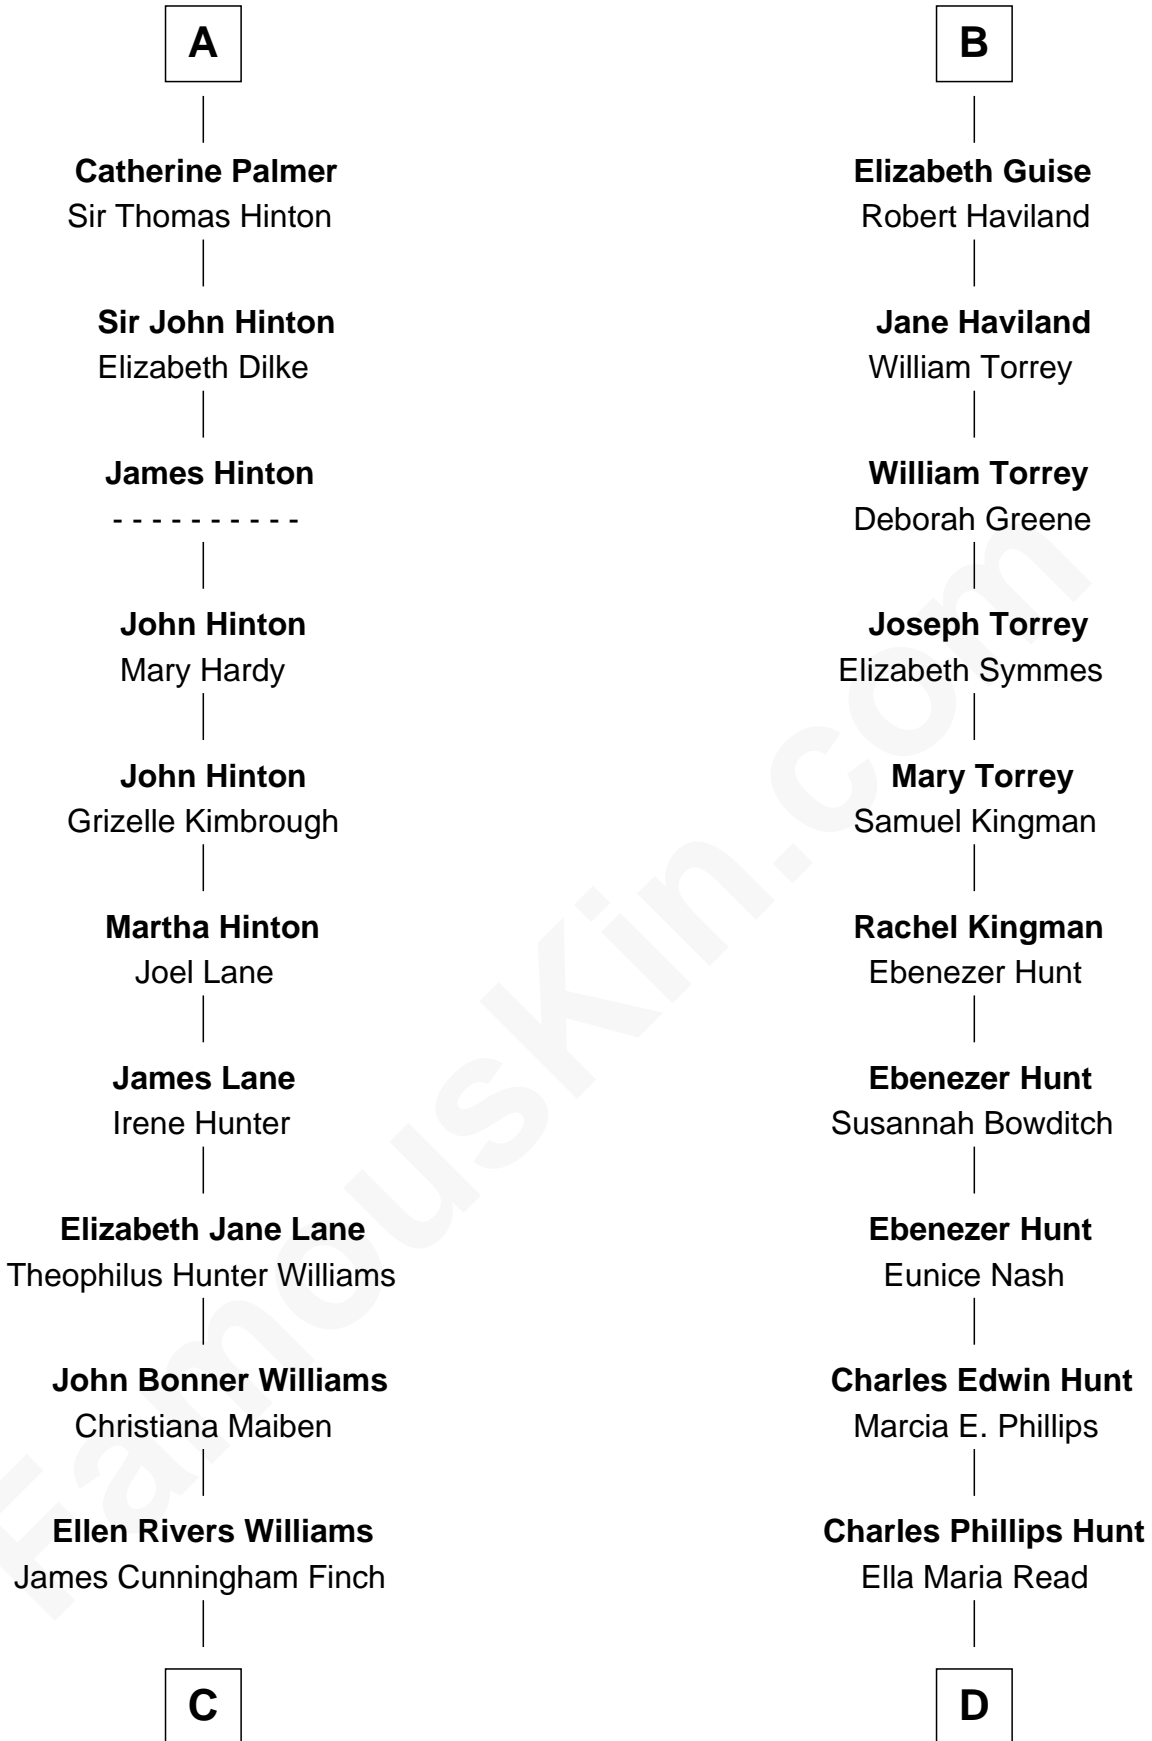 A
Catherine Palmer
Sir Thomas Hinton
Sir John Hinton
Elizabeth Dilke
James Hinton
- - - - - - - - - -
John Hinton
Mary Hardy
John Hinton
Grizelle Kimbrough
Martha Hinton
Joel Lane
James Lane
Irene Hunter
Elizabeth Jane Lane
Theophilus Hunter Williams
John Bonner Williams
Christiana Maiben
Ellen Rivers Williams
James Cunningham Finch
C
B
Elizabeth Guise
Robert Haviland
Jane Haviland
William Torrey
William Torrey
Deborah Greene
Joseph Torrey
Elizabeth Symmes
Mary Torrey
Samuel Kingman
Rachel Kingman
Ebenezer Hunt
Ebenezer Hunt
Susannah Bowditch
Ebenezer Hunt
Eunice Nash
Charles Edwin Hunt
Marcia E. Phillips
Charles Phillips Hunt
Ella Maria Read
D
FamousKin.com